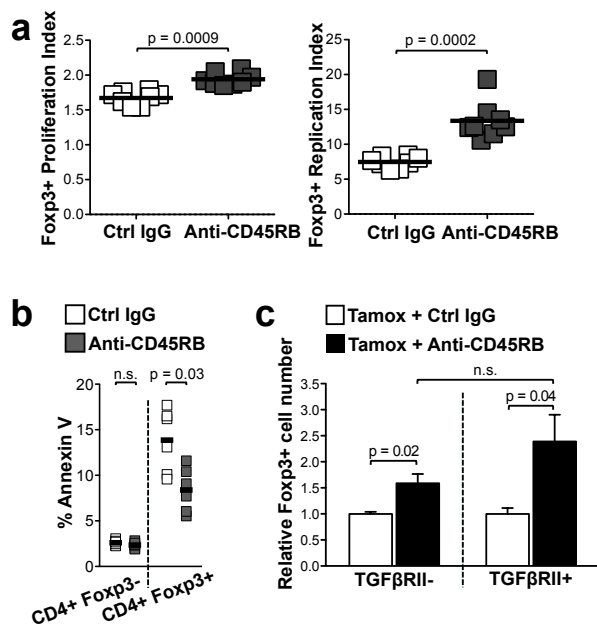 a
Foxp3+ Proliferation Index
2.5
2.0
1.5
1.0
0.5
0.0
p = 0.0009
Ctrl IgG
Anti-CD45RB
Foxp3+ Replication Index
25
20
15
10
5
0
p = 0.0002
Ctrl IgG
Anti-CD45RB
b
Ctrl IgG
Anti-CD45RB
% Annexin V
20
15
10
5
0
n.s.
p = 0.03
CD4+ Foxp3-
CD4+ Foxp3+
c
Tamox + Ctrl IgG
Tamox + Anti-CD45RB
Relative Foxp3+ cell number
3.5
3.0
2.5
2.0
1.5
1.0
0.5
0.0
n.s.
p = 0.02
p = 0.04
TGFβRII-
TGFβRII+